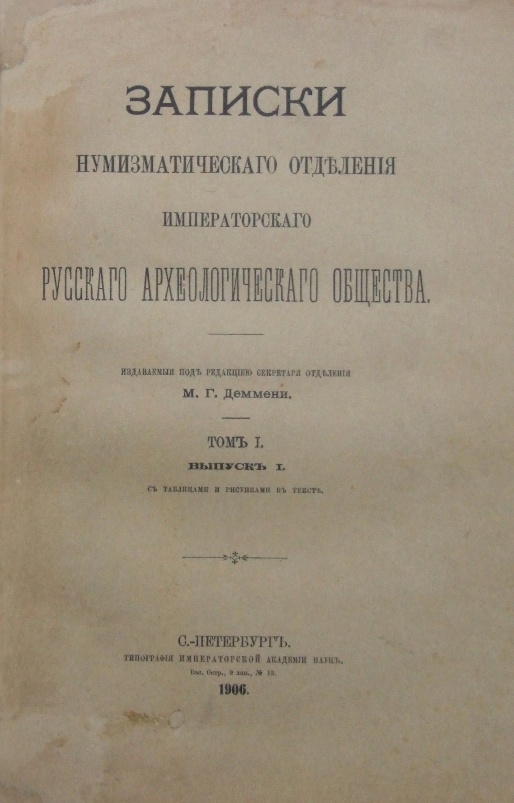 ЗАПИСКИ
НУМИЗМАТИЧЕСКАГО ОТДѢЛЕНІЯ
ИМПЕРАТОРСКАГО
РУССКАГО АРХЕОЛОГИЧЕСКАГО ОБЩЕСТВА.
ИЗДАВАЕМЫЯ ПОДЪ РЕДАКЦІЕЮ СЕКРЕТАРЯ ОТДѢЛЕНІЯ
М. Г. Деммени.
ТОМЪ I.
ВЫПУСКЪ I.
СЪ ТАБЛИЦАМИ И РИСУНКАМИ ВЪ ТЕКСТѢ.
С.-ПЕТЕРБУРГЪ.
ТИПОГРАФІЯ ИМПЕРАТОРСКОЙ АКАДЕМІИ НАУКЪ.
Вас. Остр., 9 лин., № 12.
1906.